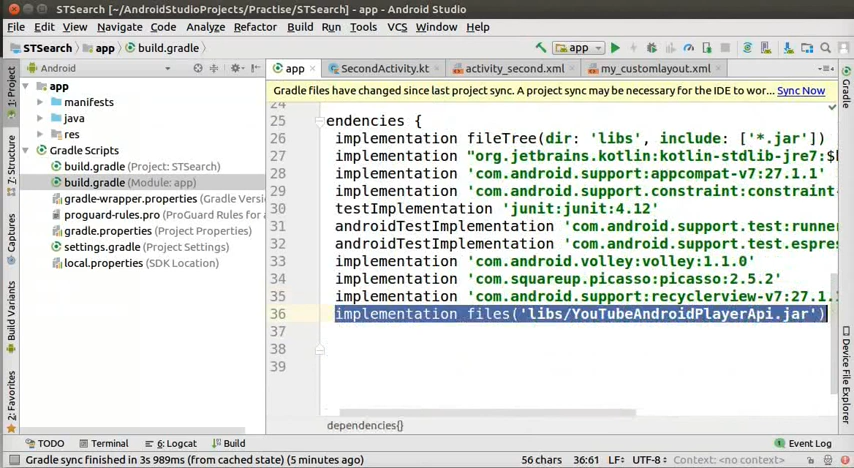 STSearch [~/AndroidStudioProjects/Practise/STSearch] - app - Android Studio
File Edit View Navigate Code Analyze Refactor Build Run Tools VCS Window Help
STSearch app build.gradle
app
Android
app SecondActivity.kt activity_second.xml my_customlayout.xml
Gradle files have changed since last project sync. A project may be necessary for the IDE to wor... Sync Now
1: Project
7: Structure
Captures
Build Variants
2: Favorites
app
manifests
java
res
Gradle Scripts
build.gradle (Project: STSearch)
build.gradle (Module: app)
gradle-wrapper.properties (Gradle Versi
proguard-rules.pro (ProGuard Rules for
gradle.properties (Project Properties)
settings.gradle (Project Settings)
local.properties (SDK Location)
24
25 endencies {
26 implementation fileTree(dir: 'libs', include: ['*.jar'])
27 implementation "org.jetbrains.kotlin:kotlin-stdlib-jre7:$k
28 implementation 'com.android.support:appcompat-v7:27.1.1'
29 implementation 'com.android.support.constraint:constraint-
30 testImplementation 'junit:junit:4.12'
31 androidTestImplementation 'com.android.support.test:runner
32 androidTestImplementation 'com.android.support.test.espres
33 implementation 'com.android.volley:volley:1.1.0'
34 implementation 'com.squareup.picasso:picasso:2.5.2'
35 implementation 'com.android.support:recyclerview-v7:27.1.1
36 implementation files('libs/YouTubeAndroidPlayerApi.jar')
37
38
39
dependencies{}
Gradle
Device File Explorer
TODO Terminal 6: Logcat Build Event Log
Gradle sync finished in 3s 989ms (from cached state) (5 minutes ago) 56 chars 36:61 LF÷ UTF-8÷ Context: <no context>